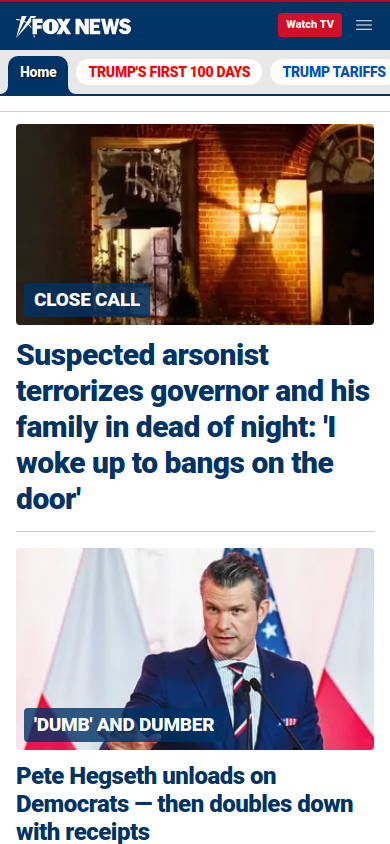 FOX NEWS
Watch TV
Home
TRUMP'S FIRST 100 DAYS
TRUMP TARIFFS
CLOSE CALL
Suspected arsonist
terrorizes governor and his
family in dead of night: 'I
woke up to bangs on the
door'
'DUMB' AND DUMBER
Pete Hegseth unloads on
Democrats — then doubles down
with receipts